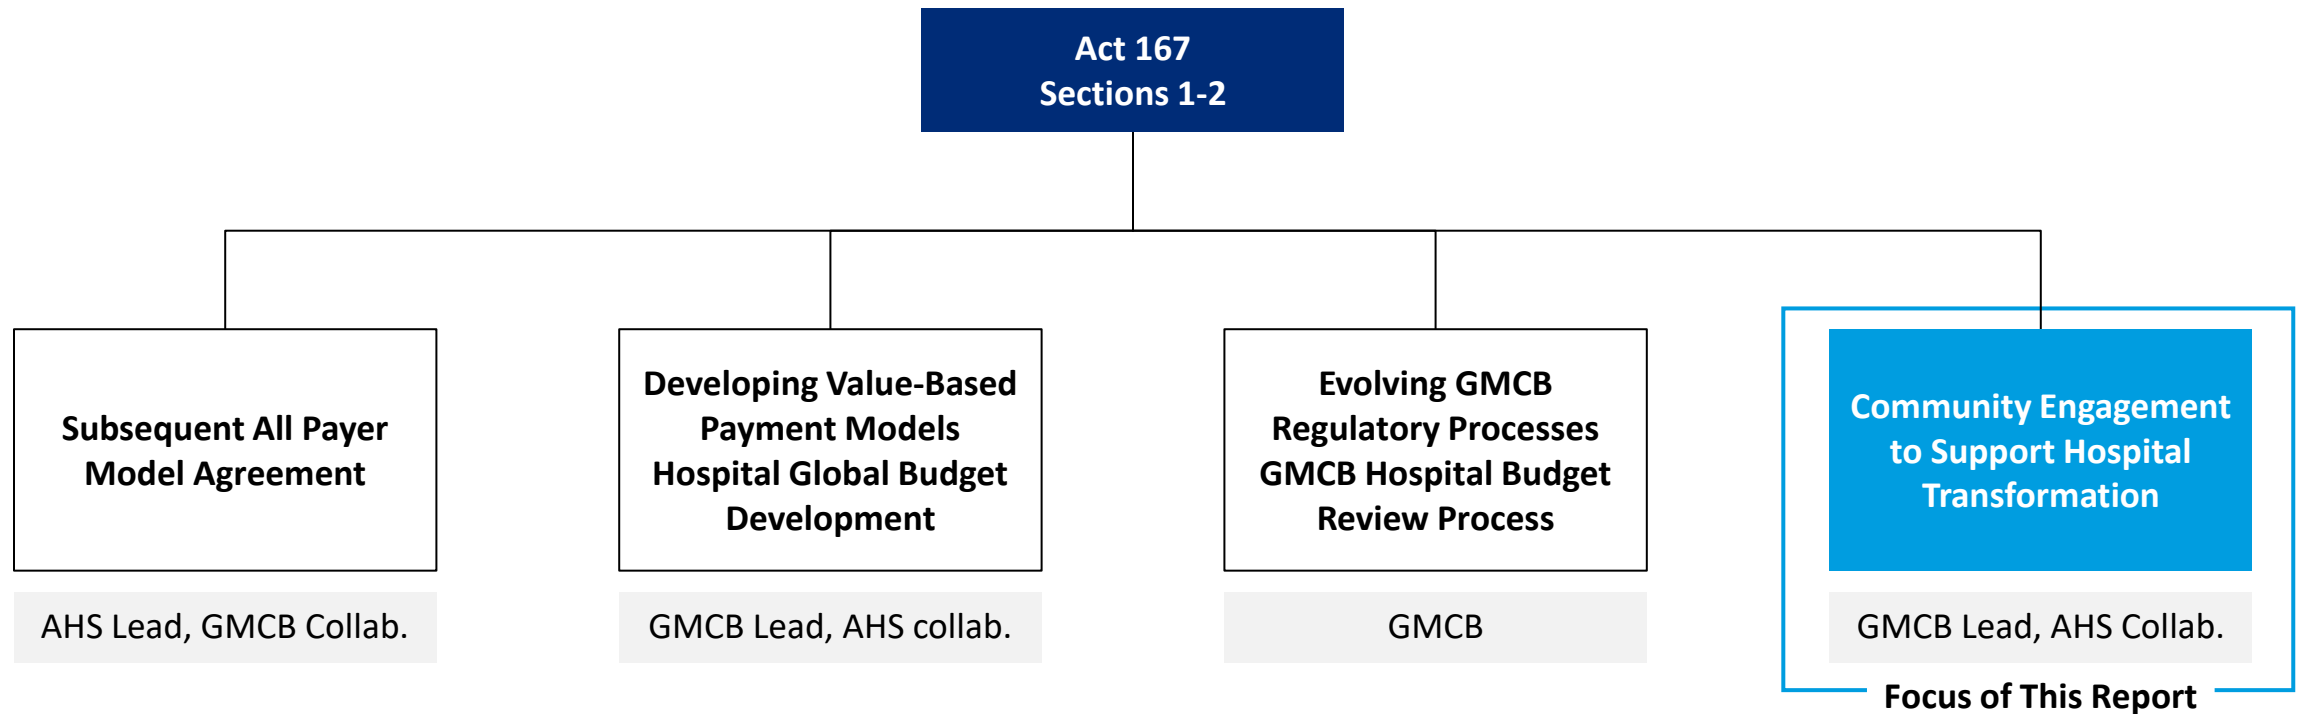 Act 167
Sections 1-2
Subsequent All Payer
Model Agreement
AHS Lead, GMCB Collab.
Developing Value-Based
Payment Models
Hospital Global Budget
Development
GMCB Lead, AHS collab.
Evolving GMCB
Regulatory Processes
GMCB Hospital Budget
Review Process
GMCB
Community Engagement
to Support Hospital
Transformation
GMCB Lead, AHS Collab.
Focus of This Report